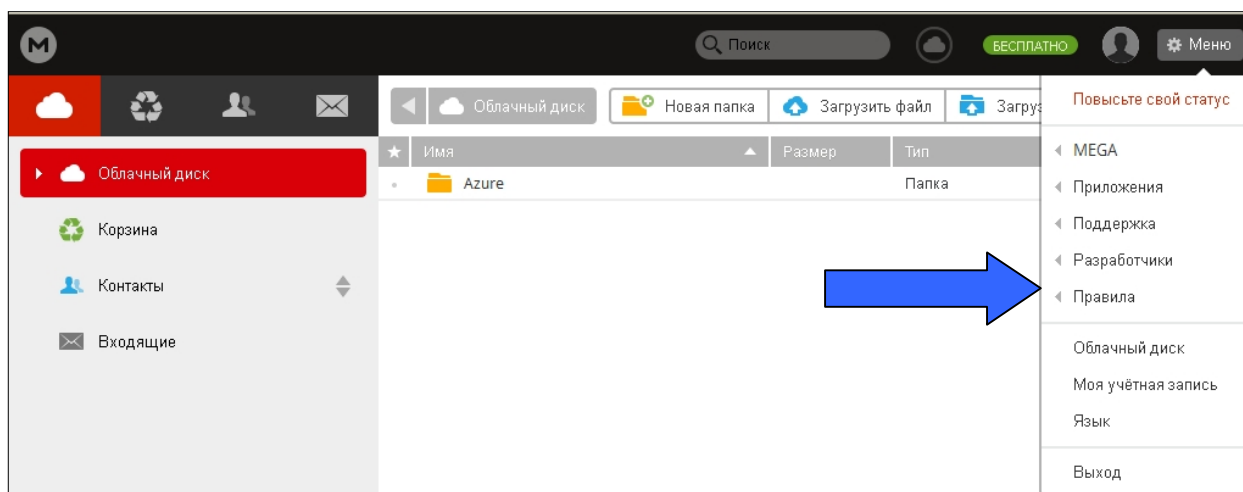 M
Поиск
БЕСПЛАТНО
Меню
Облачный диск
Новая папка
Загрузить файл
Загруз
Повысьте свой статус
Имя
Размер
Тип
Azure
Папка
Облачный диск
Корзина
Контакты
Входящие
MEGA
Приложения
Поддержка
Разработчики
Правила
Облачный диск
Моя учётная запись
Язык
Выход